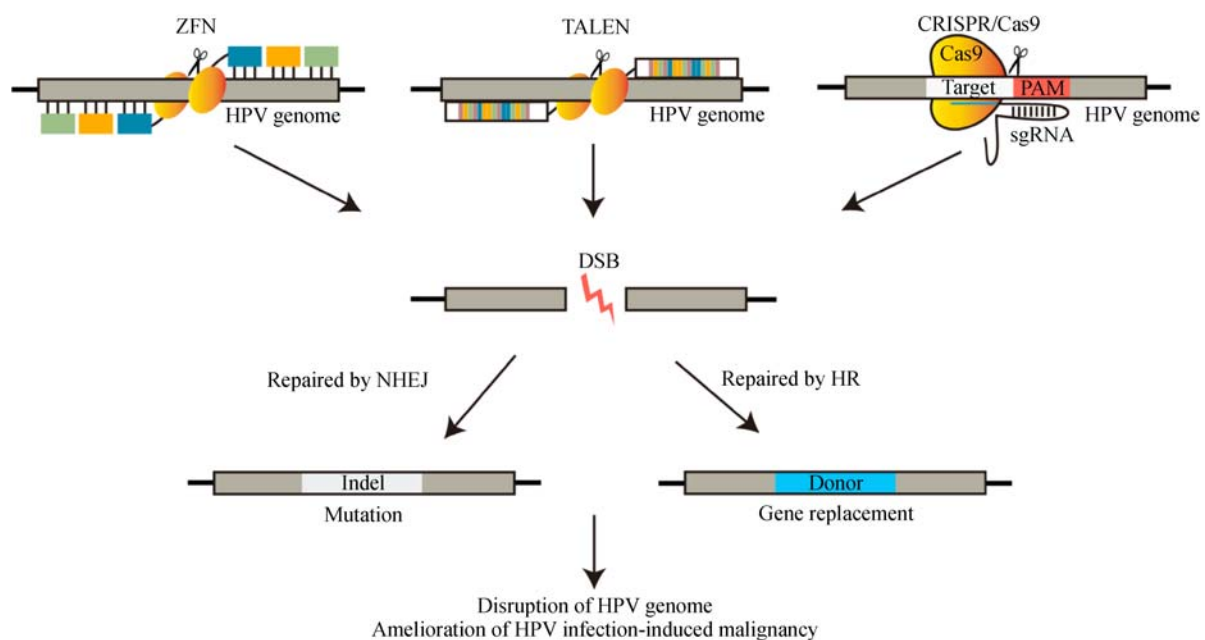 ZFN
TALEN
CRISPR/Cas9
Cas9
Target
PAM
HPV genome
HPV genome
HPV genome
sgRNA
DSB
Repaired by NHEJ
Repaired by HR
Indel
Donor
Mutation
Gene replacement
Disruption of HPV genome
Amelioration of HPV infection-induced malignancy